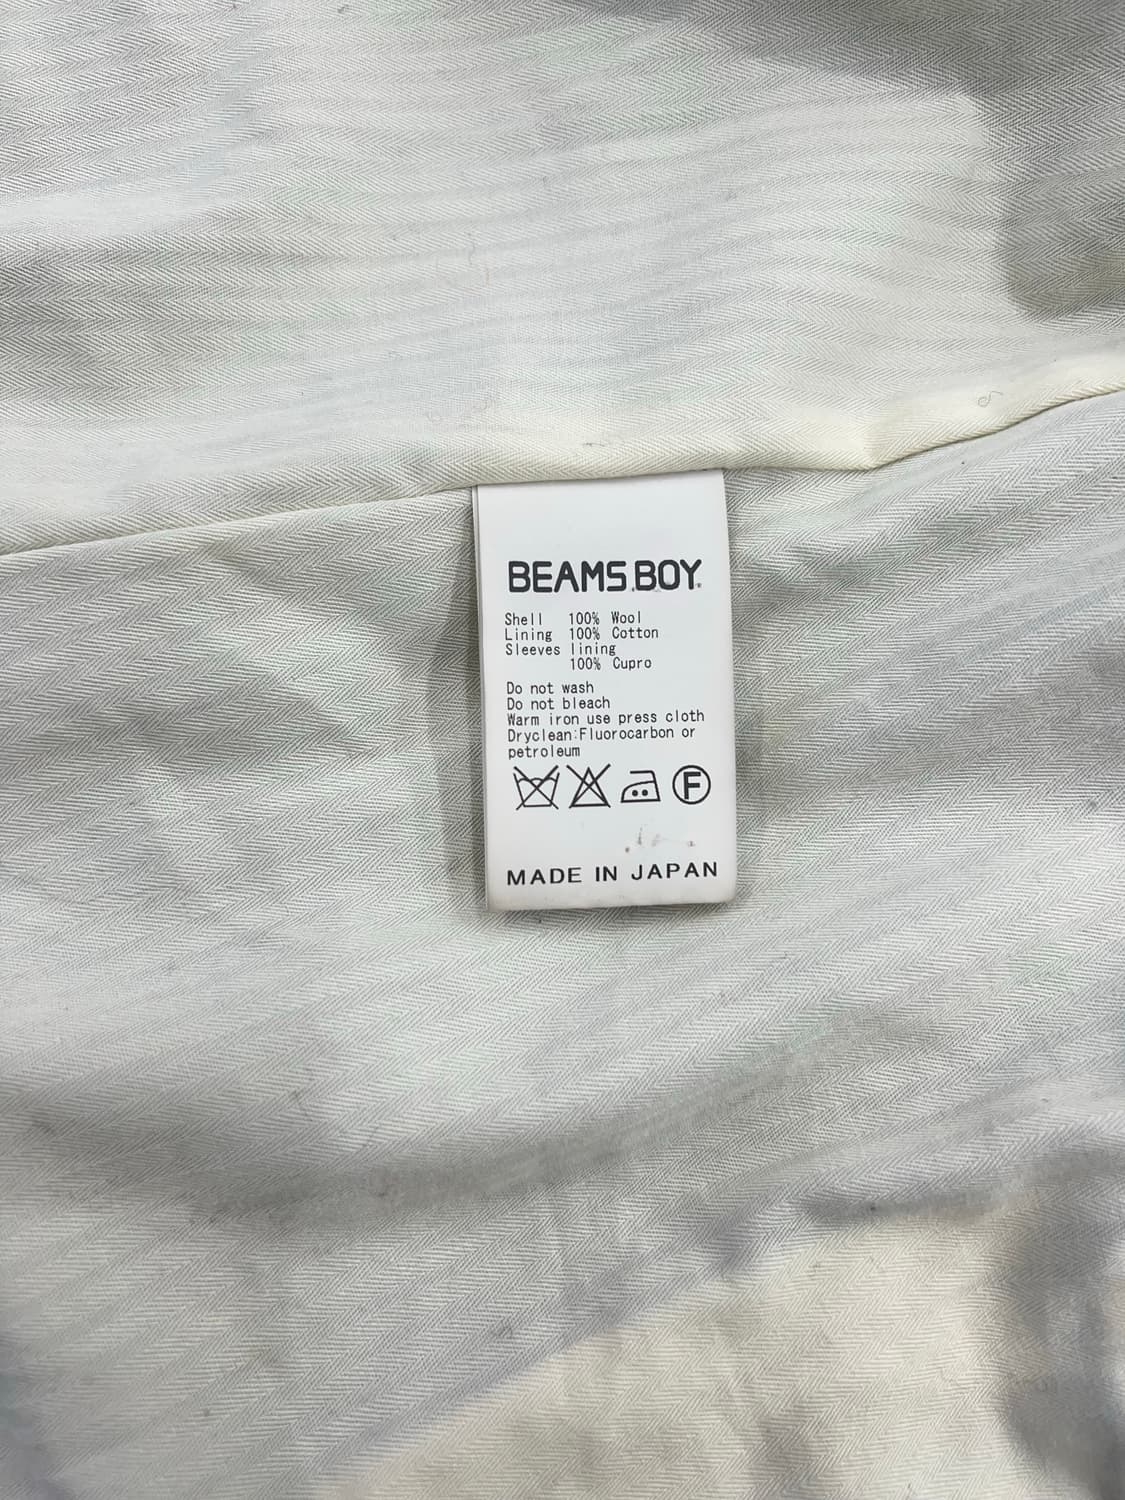 BEAMS BOY
Shell 100% Wool
Lining 100% Cotton
Sleeves lining
100% Cupro
Do not wash
Do not bleach
Warm iron use press cloth
Dryclean:Fluorocarbon or
petroleum
F
MADE IN JAPAN